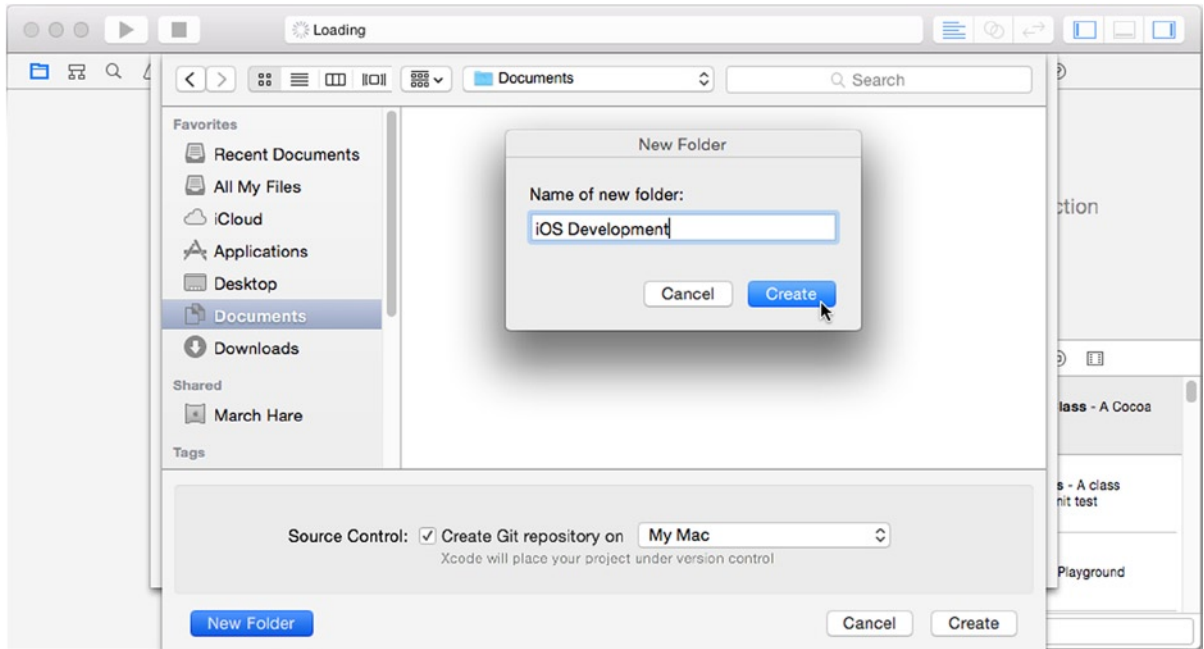 Loading
Documents
Search
Favorites
Recent Documents
All My Files
iCloud
Applications
Desktop
Documents
Downloads
Shared
March Hare
Tags
New Folder
Name of new folder:
iOS Development
Cancel
Create
ction
lass - A Cocoa
s - A class
nit test
Playground
Source Control: Create Git repository on My Mac
Xcode will place your project under version control
New Folder
Cancel
Create